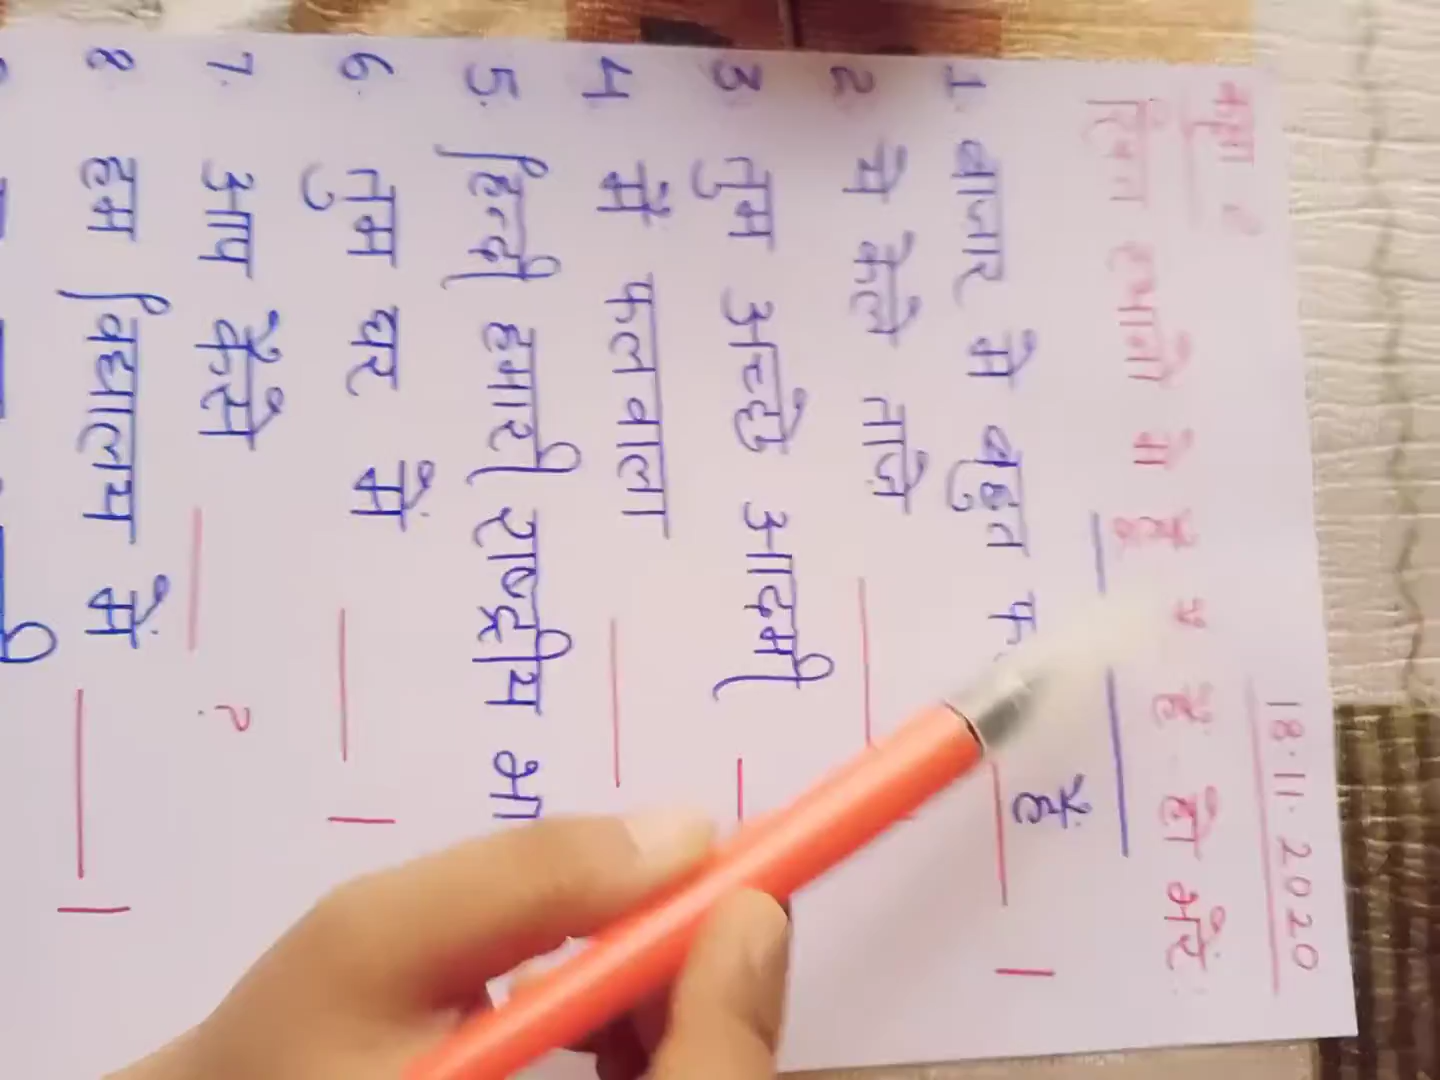 18.11.2020
कक्षा
रिक्त स्थानो मे है, हैं हो भरें:
1. बाजार मे बहुत हैं ।
2. ये केले ताजे
3. तुम अच्छे आदमी
4. मैं फलवाला
5. हिन्दी हमारी राष्ट्रीय भा
6. तुम घर में ।
7. आप कैसे ?
8. हम विद्यालय में ।